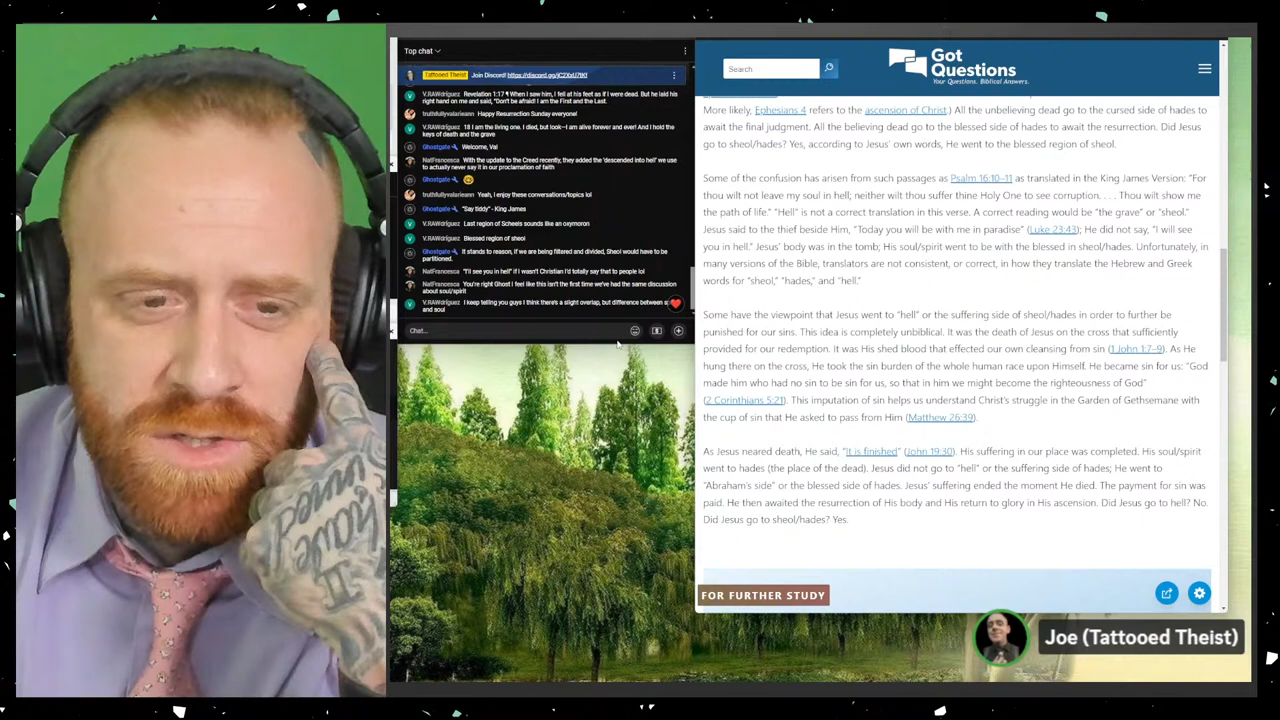 Top chat
Tattooed Theist Join Discord!
V.RAWdriguez Revelation 1:17 ¶ When I saw him, I fell at his feet as if I were dead. But he laid his
right hand on me and said, "Don't be afraid! I am the First and the Last.
truthfullyvalarieann Happy Resurrection Sunday everyone!
V.RAWdriguez 18 I am the living one. I died, but look—I am alive forever and ever! And I hold the
keys of death and the grave
Ghostgate Welcome, Val
NatFrancesca With the update to the Creed recently, they added the 'descended into hell' we use
to actually never say it in our proclamation of faith
Ghostgate
truthfullyvalarieann Yeah, I enjoy these conversations/topics lol
Ghostgate "Say tiddy" - King James
V.RAWdriguez Last region of Sheels sounds like an oxymoron
V.RAWdriguez Blessed region of sheol
Ghostgate It stands to reason, if we are being filtered and divided, Sheol would have to be
partitioned.
NatFrancesca "I'll see you in hell" if I wasn't Christian I'd totally say that to people lol
NatFrancesca You're right Ghost I feel like this isn't the first time we've had the same discussion
about soul/spirit
V.RAWdriguez I keep telling you guys I think there's a slight overlap, but difference between
and soul
Chat...
Search
Got
Questions
Your Questions. Biblical Answers.
More likely, Ephesians 4 refers to the ascension of Christ.) All the unbelieving dead go to the cursed side of hades to
await the final judgment. All the believing dead go to the blessed side of hades to await the resurrection. Did Jesus
go to sheol/hades? Yes, according to Jesus' own words, He went to the blessed region of sheol.
Some of the confusion has arisen from such passages as Psalm 16:10–11 as translated in the King James Version: "For
thou wilt not leave my soul in hell; neither wilt thou suffer thine Holy One to see corruption. . . . Thou wilt show me
the path of life." "Hell" is not a correct translation in this verse. A correct reading would be "the grave" or "sheol."
Jesus said to the thief beside Him, "Today you will be with me in paradise" (Luke 23:43); He did not say, "I will see
you in hell." Jesus' body was in the tomb; His soul/spirit went to be with the blessed in sheol/hades. Unfortunately, in
many versions of the Bible, translators are not consistent, or correct, in how they translate the Hebrew and Greek
words for "sheol," "hades," and "hell."
Some have the viewpoint that Jesus went to "hell" or the suffering side of sheol/hades in order to further be
punished for our sins. This idea is completely unbiblical. It was the death of Jesus on the cross that sufficiently
provided for our redemption. It was His shed blood that effected our own cleansing from sin (1 John 1:7–9). As He
hung there on the cross, He took the sin burden of the whole human race upon Himself. He became sin for us: "God
made him who had no sin to be sin for us, so that in him we might become the righteousness of God"
(2 Corinthians 5:21). This imputation of sin helps us understand Christ's struggle in the Garden of Gethsemane with
the cup of sin that He asked to pass from Him (Matthew 26:39).
As Jesus neared death, He said, "It is finished" (John 19:30). His suffering in our place was completed. His soul/spirit
went to hades (the place of the dead). Jesus did not go to "hell" or the suffering side of hades; He went to
"Abraham's side" or the blessed side of hades. Jesus' suffering ended the moment He died. The payment for sin was
paid. He then awaited the resurrection of His body and His return to glory in His ascension. Did Jesus go to hell? No.
Did Jesus go to sheol/hades? Yes.
FOR FURTHER STUDY
Joe (Tattooed Theist)